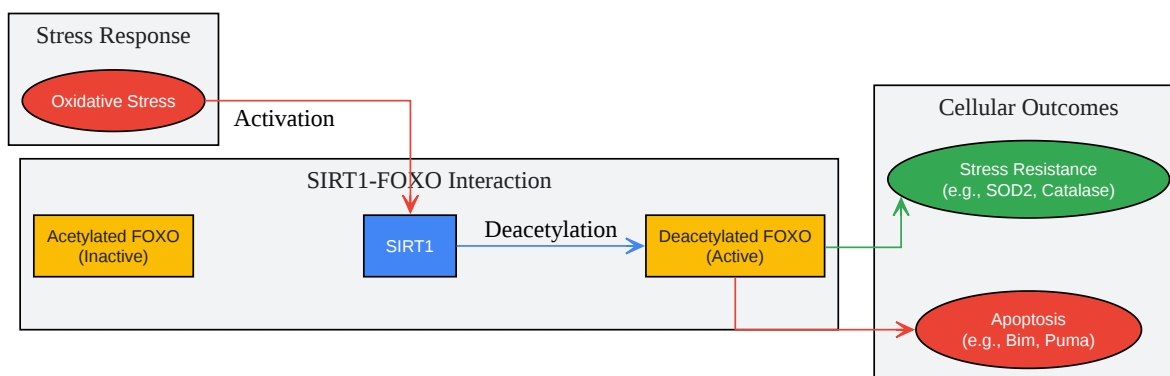 Stress Response
Oxidative Stress
Activation
Cellular Outcomes
Stress Resistance
(e.g., SOD2, Catalase)
SIRT1-FOXO Interaction
Acetylated FOXO
(Inactive)
SIRT1
Deacetylation
Deacetylated FOXO
(Active)
Apoptosis
(e.g., Bim, Puma)